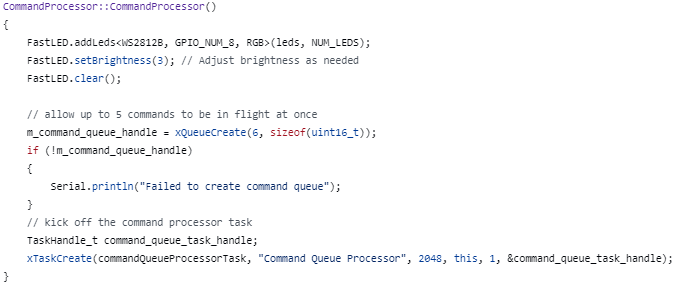 CommandProcessor::CommandProcessor()
{
    FastLED.addLeds<WS2812B, GPIO_NUM_8, RGB>(leds, NUM_LEDS);
    FastLED.setBrightness(3); // Adjust brightness as needed
    FastLED.clear();

    // allow up to 5 commands to be in flight at once
    m_command_queue_handle = xQueueCreate(6, sizeof(uint16_t));
    if (!m_command_queue_handle)
    {
        Serial.println("Failed to create command queue");
    }
    // kick off the command processor task
    TaskHandle_t command_queue_task_handle;
    xTaskCreate(commandQueueProcessorTask, "Command Queue Processor", 2048, this, 1, &command_queue_task_handle);
}